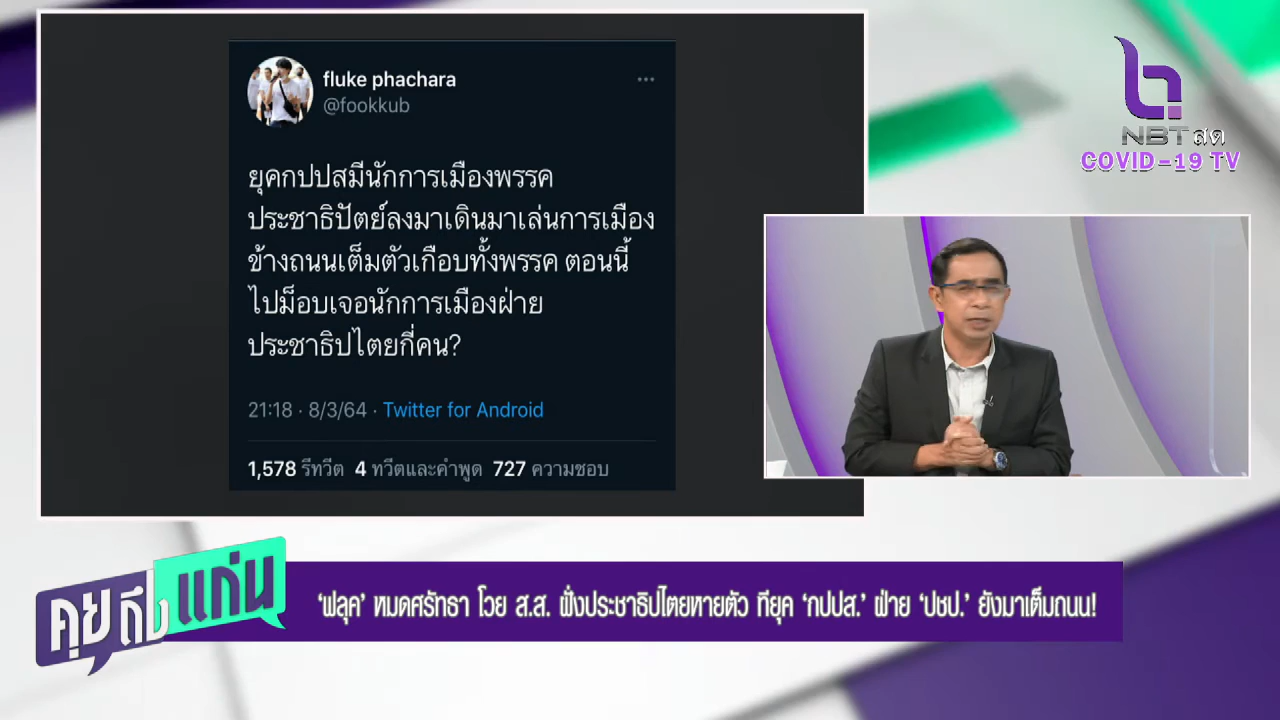 fluke phachara
@fookkub
ยุคกปปสมีนักการเมืองพรรค
ประชาธิปัตย์ลงมาเดินมาเล่นการเมือง
ข้างถนนเต็มตัวเกือบทั้งพรรค ตอนนี้
ไปม็อบเจอนักการเมืองฝ่าย
ประชาธิปไตยกี่คน?
21:18 · 8/3/64 · Twitter for Android
1,578 รีทวีต 4 ทวีตและคำพูด 727 ความชอบ
NBT สด
COVID-19 TV
คุยถึงแก่น
‘ฟลุค’ หมดศรัทธา โวย ส.ส. ฝั่งประชาธิปไตยหายตัว ทียุค ‘กปปส.’ ฝ่าย ‘ปชป.’ ยังมาเต็มถนน!